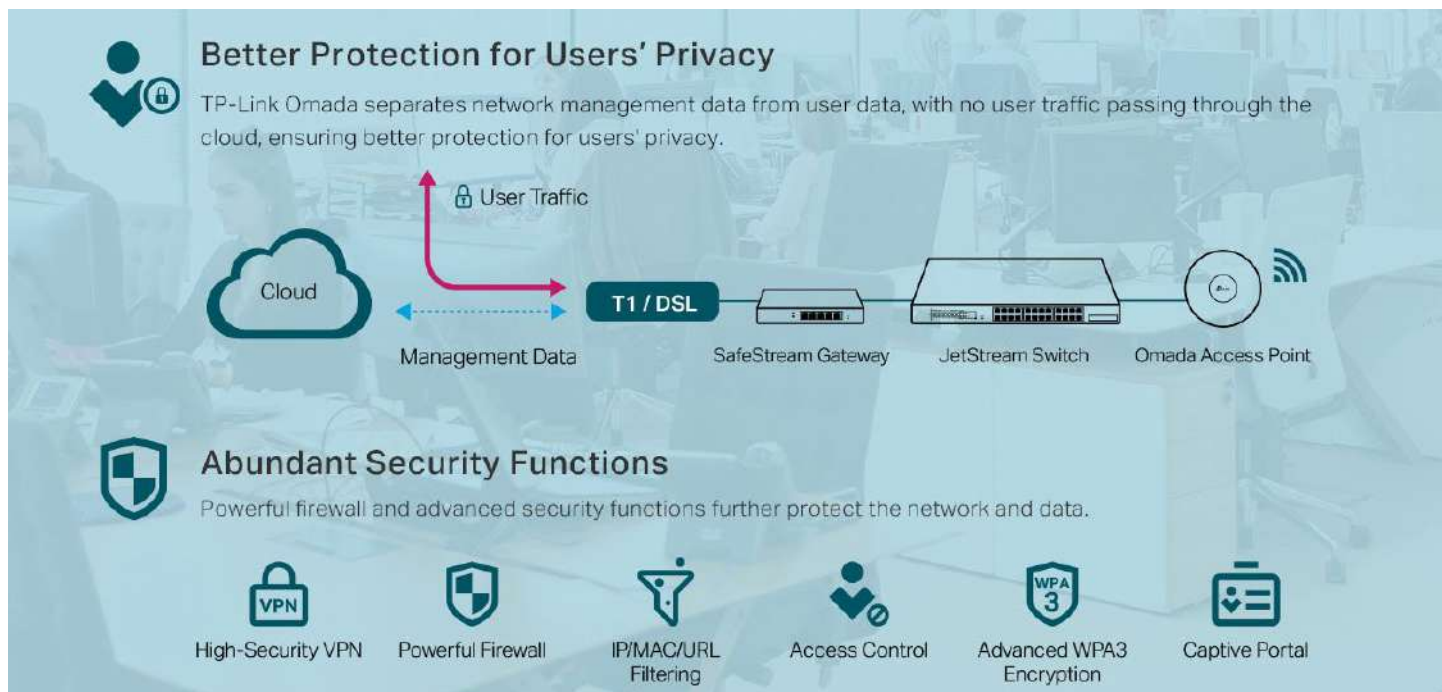 Better Protection for Users' Privacy
TP-Link Omada separates network management data from user data, with no user traffic passing through the
cloud, ensuring better protection for users' privacy.
User Traffic
Cloud
T1 / DSL
Management Data
SafeStream Gateway
JetStream Switch
Omada Access Point
Abundant Security Functions
Powerful firewall and advanced security functions further protect the network and data.
VPN
WPA
3
High-Security VPN
Powerful Firewall
IP/MAC/URL
Filtering
Access Control
Advanced WPA3
Encryption
Captive Portal